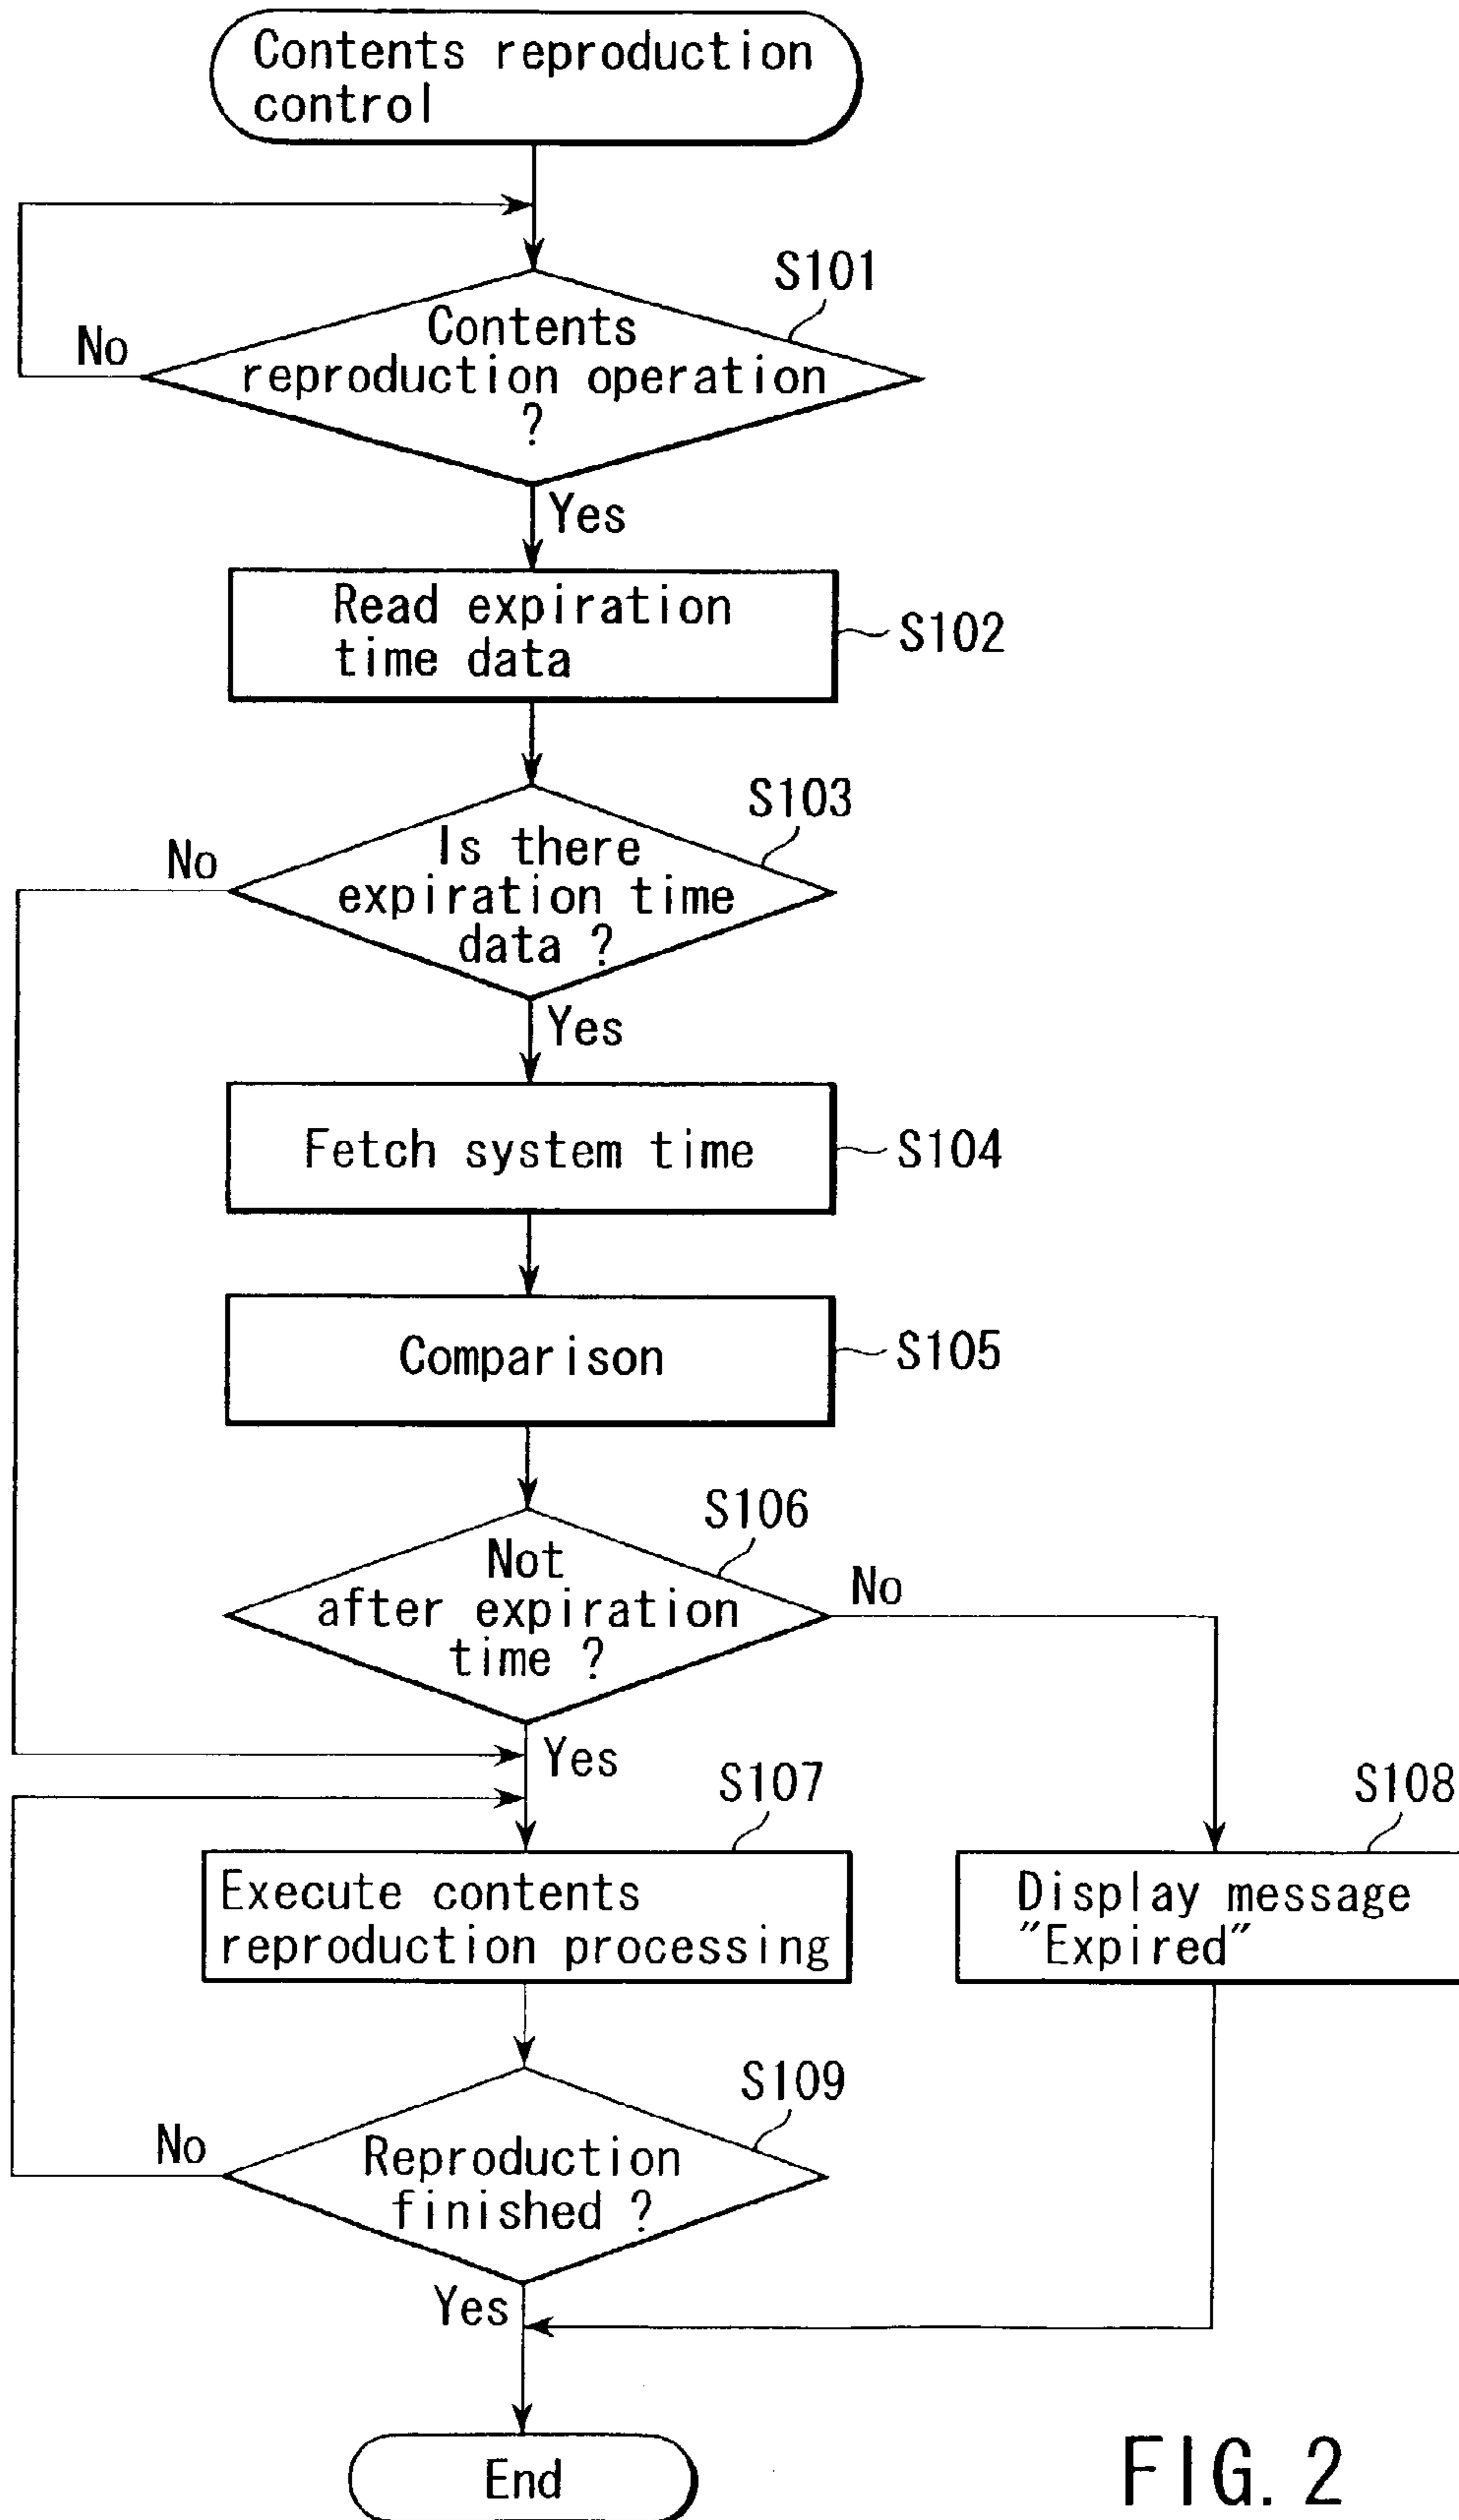 Contents reproduction
control
S101
Contents
reproduction operation
?
No
Yes
Read expiration
time data
S102
S103
Is there
expiration time
data ?
No
Yes
Fetch system time
S104
Comparison
S105
S106
Not
after expiration
time ?
No
Yes
S107
Execute contents
reproduction processing
S108
Display message
"Expired"
S109
Reproduction
finished ?
No
Yes
End
FIG. 2